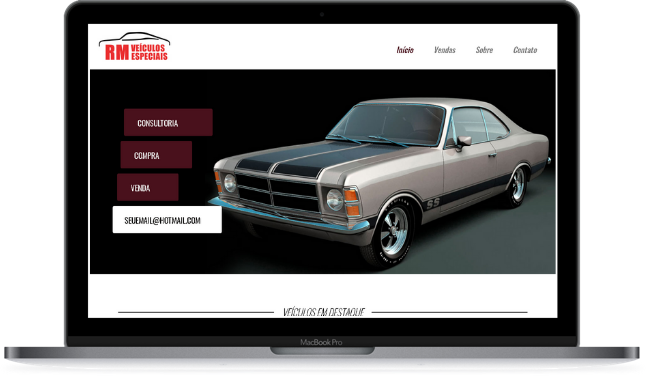 RM VEÍCULOS
ESPECIAIS
Início Vendas Sobre Contato
CONSULTORIA
COMPRA
VENDA
SEUEMAIL@HOTMAIL.COM
SS
VEÍCULOS EM DESTAQUE
MacBook Pro